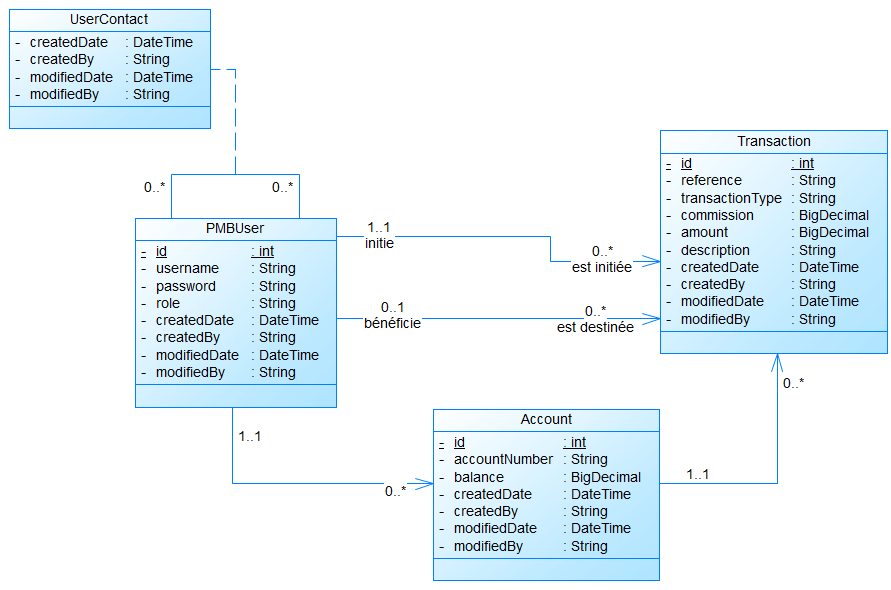 UserContact
- createdDate : DateTime
- createdBy : String
- modifiedDate : DateTime
- modifiedBy : String
0..* 0..*
PMBUser
- id : int
- username : String
- password : String
- role : String
- createdDate : DateTime
- createdBy : String
- modifiedDate : DateTime
- modifiedBy : String
1..1
initie
0..*
est initiée
0..1
bénéficie
0..*
est destinée
Transaction
- id : int
- reference : String
- transactionType : String
- commission : BigDecimal
- amount : BigDecimal
- description : String
- createdDate : DateTime
- createdBy : String
- modifiedDate : DateTime
- modifiedBy : String
0..*
1..1
0..*
Account
- id : int
- accountNumber : String
- balance : BigDecimal
- createdDate : DateTime
- createdBy : String
- modifiedDate : DateTime
- modifiedBy : String
1..1